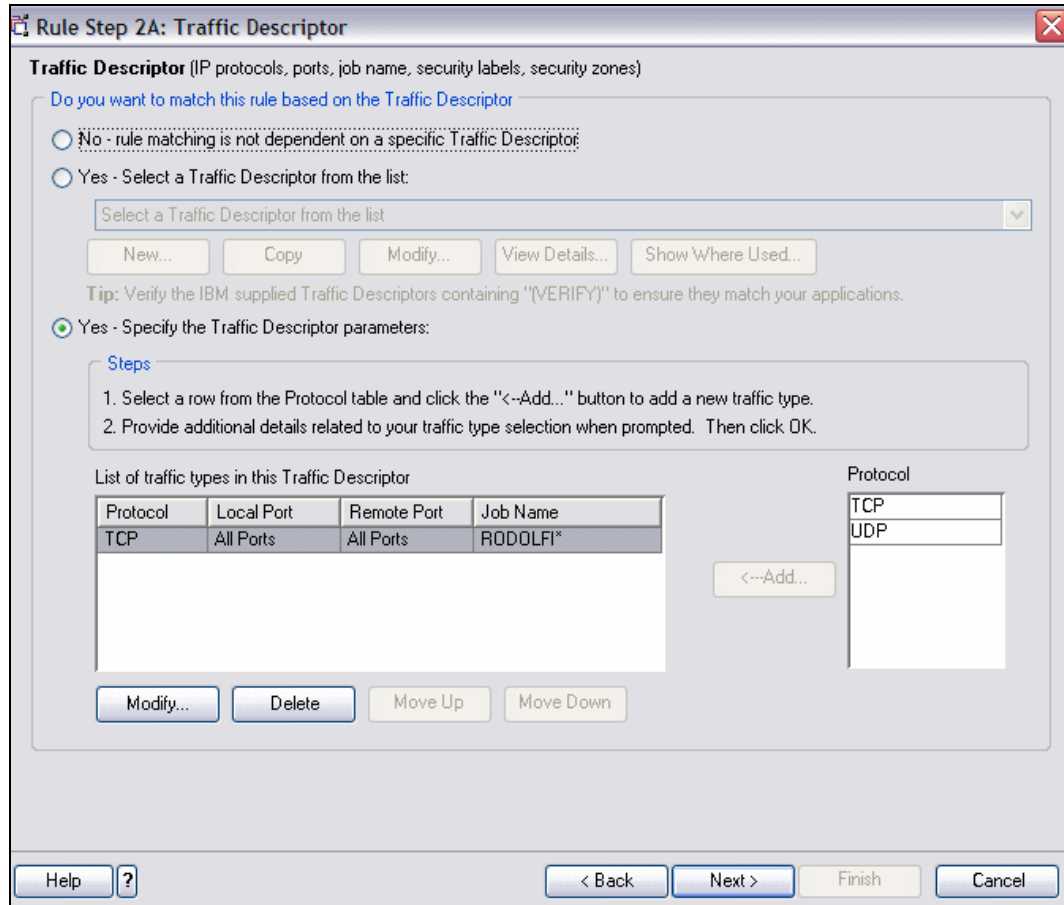 Rule Step 2A: Traffic Descriptor
Traffic Descriptor (IP protocols, ports, job name, security labels, security zones)
Do you want to match this rule based on the Traffic Descriptor
No - rule matching is not dependent on a specific Traffic Descriptor
Yes - Select a Traffic Descriptor from the list:
Select a Traffic Descriptor from the list
New... Copy Modify... View Details... Show Where Used...
Tip: Verify the IBM supplied Traffic Descriptors containing "(VERIFY)" to ensure they match your applications.
Yes - Specify the Traffic Descriptor parameters:
Steps
1. Select a row from the Protocol table and click the "<--Add..." button to add a new traffic type.
2. Provide additional details related to your traffic type selection when prompted. Then click OK.
List of traffic types in this Traffic Descriptor
Protocol Local Port Remote Port Job Name
TCP All Ports All Ports RODOLFI*
<---Add...
Protocol
TCP
UDP
Modify... Delete Move Up Move Down
Help ? < Back Next > Finish Cancel